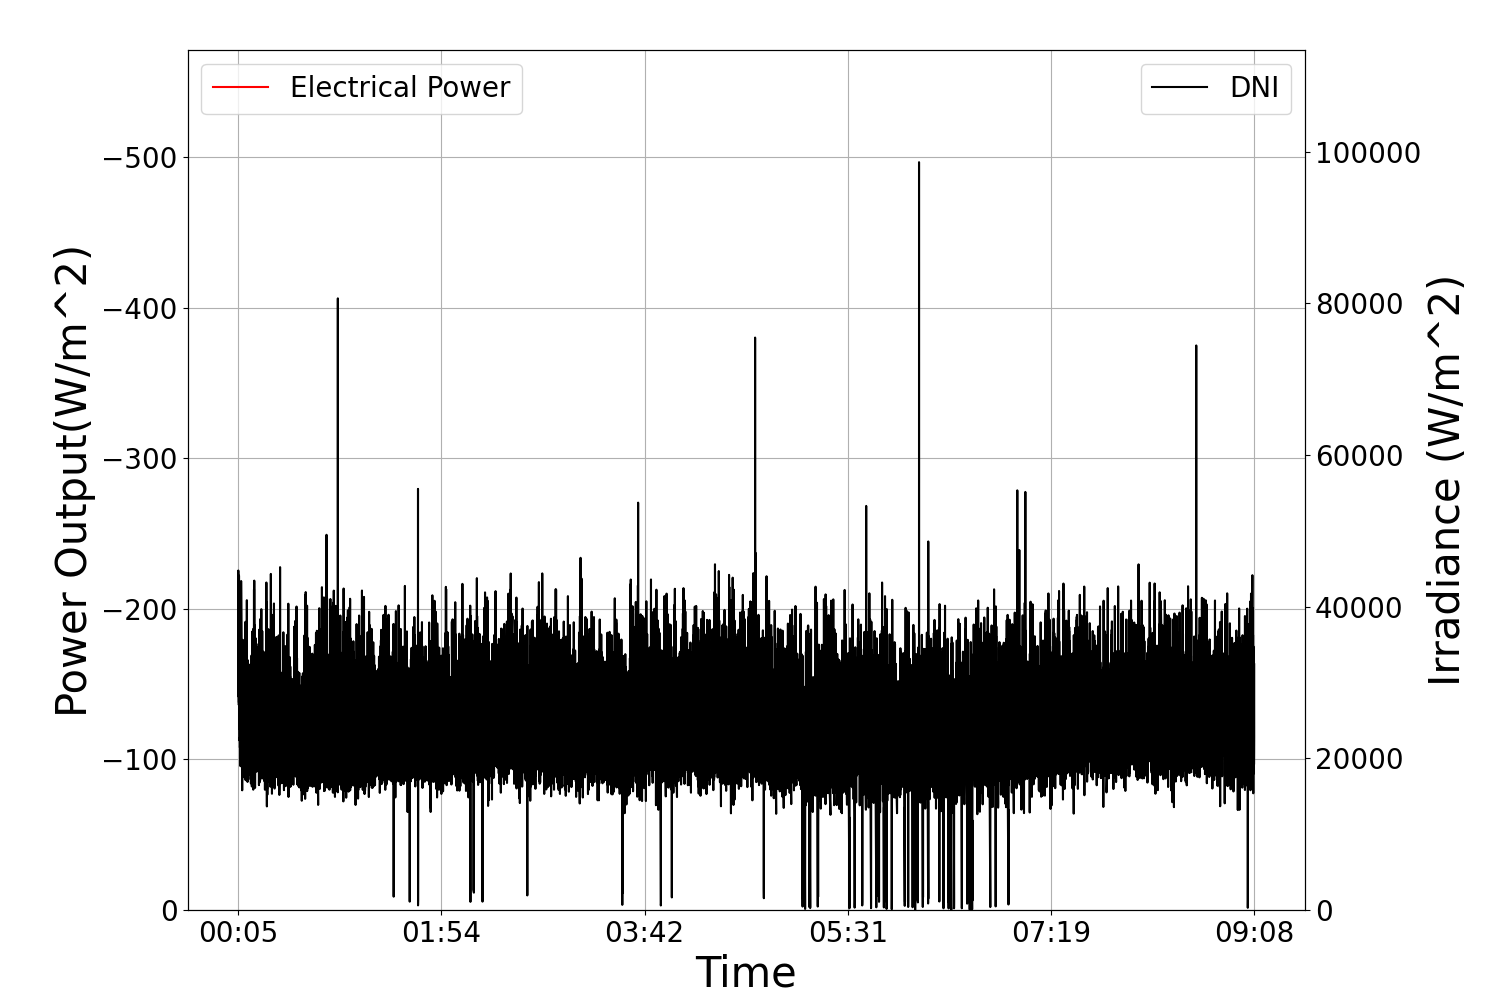 Electrical Power
DNI
Power Output(W/m^2)
−500
−400
−300
−200
−100
0
100000
80000
60000
40000
20000
0
Irradiance (W/m^2)
00:05 01:54 03:42 05:31 07:19 09:08
Time